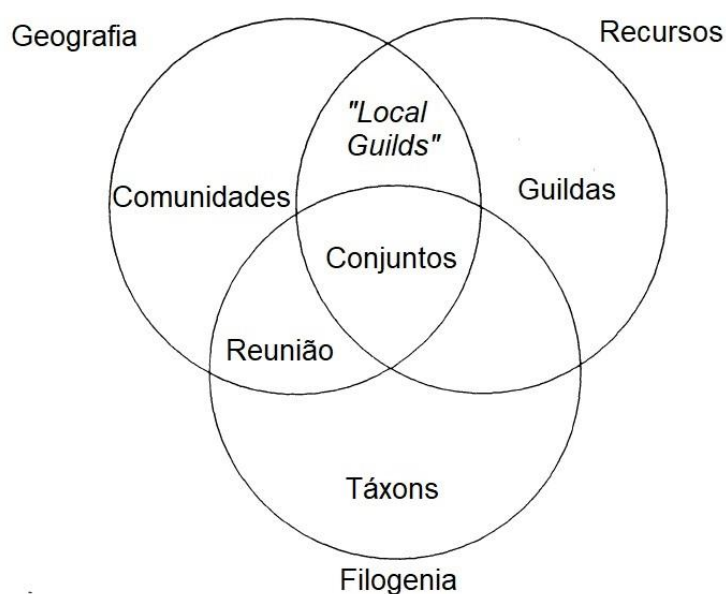 Geografia
Recursos
"Local
Guilds"
Comunidades
Guildas
Conjuntos
Reunião
Táxons
Filogenia